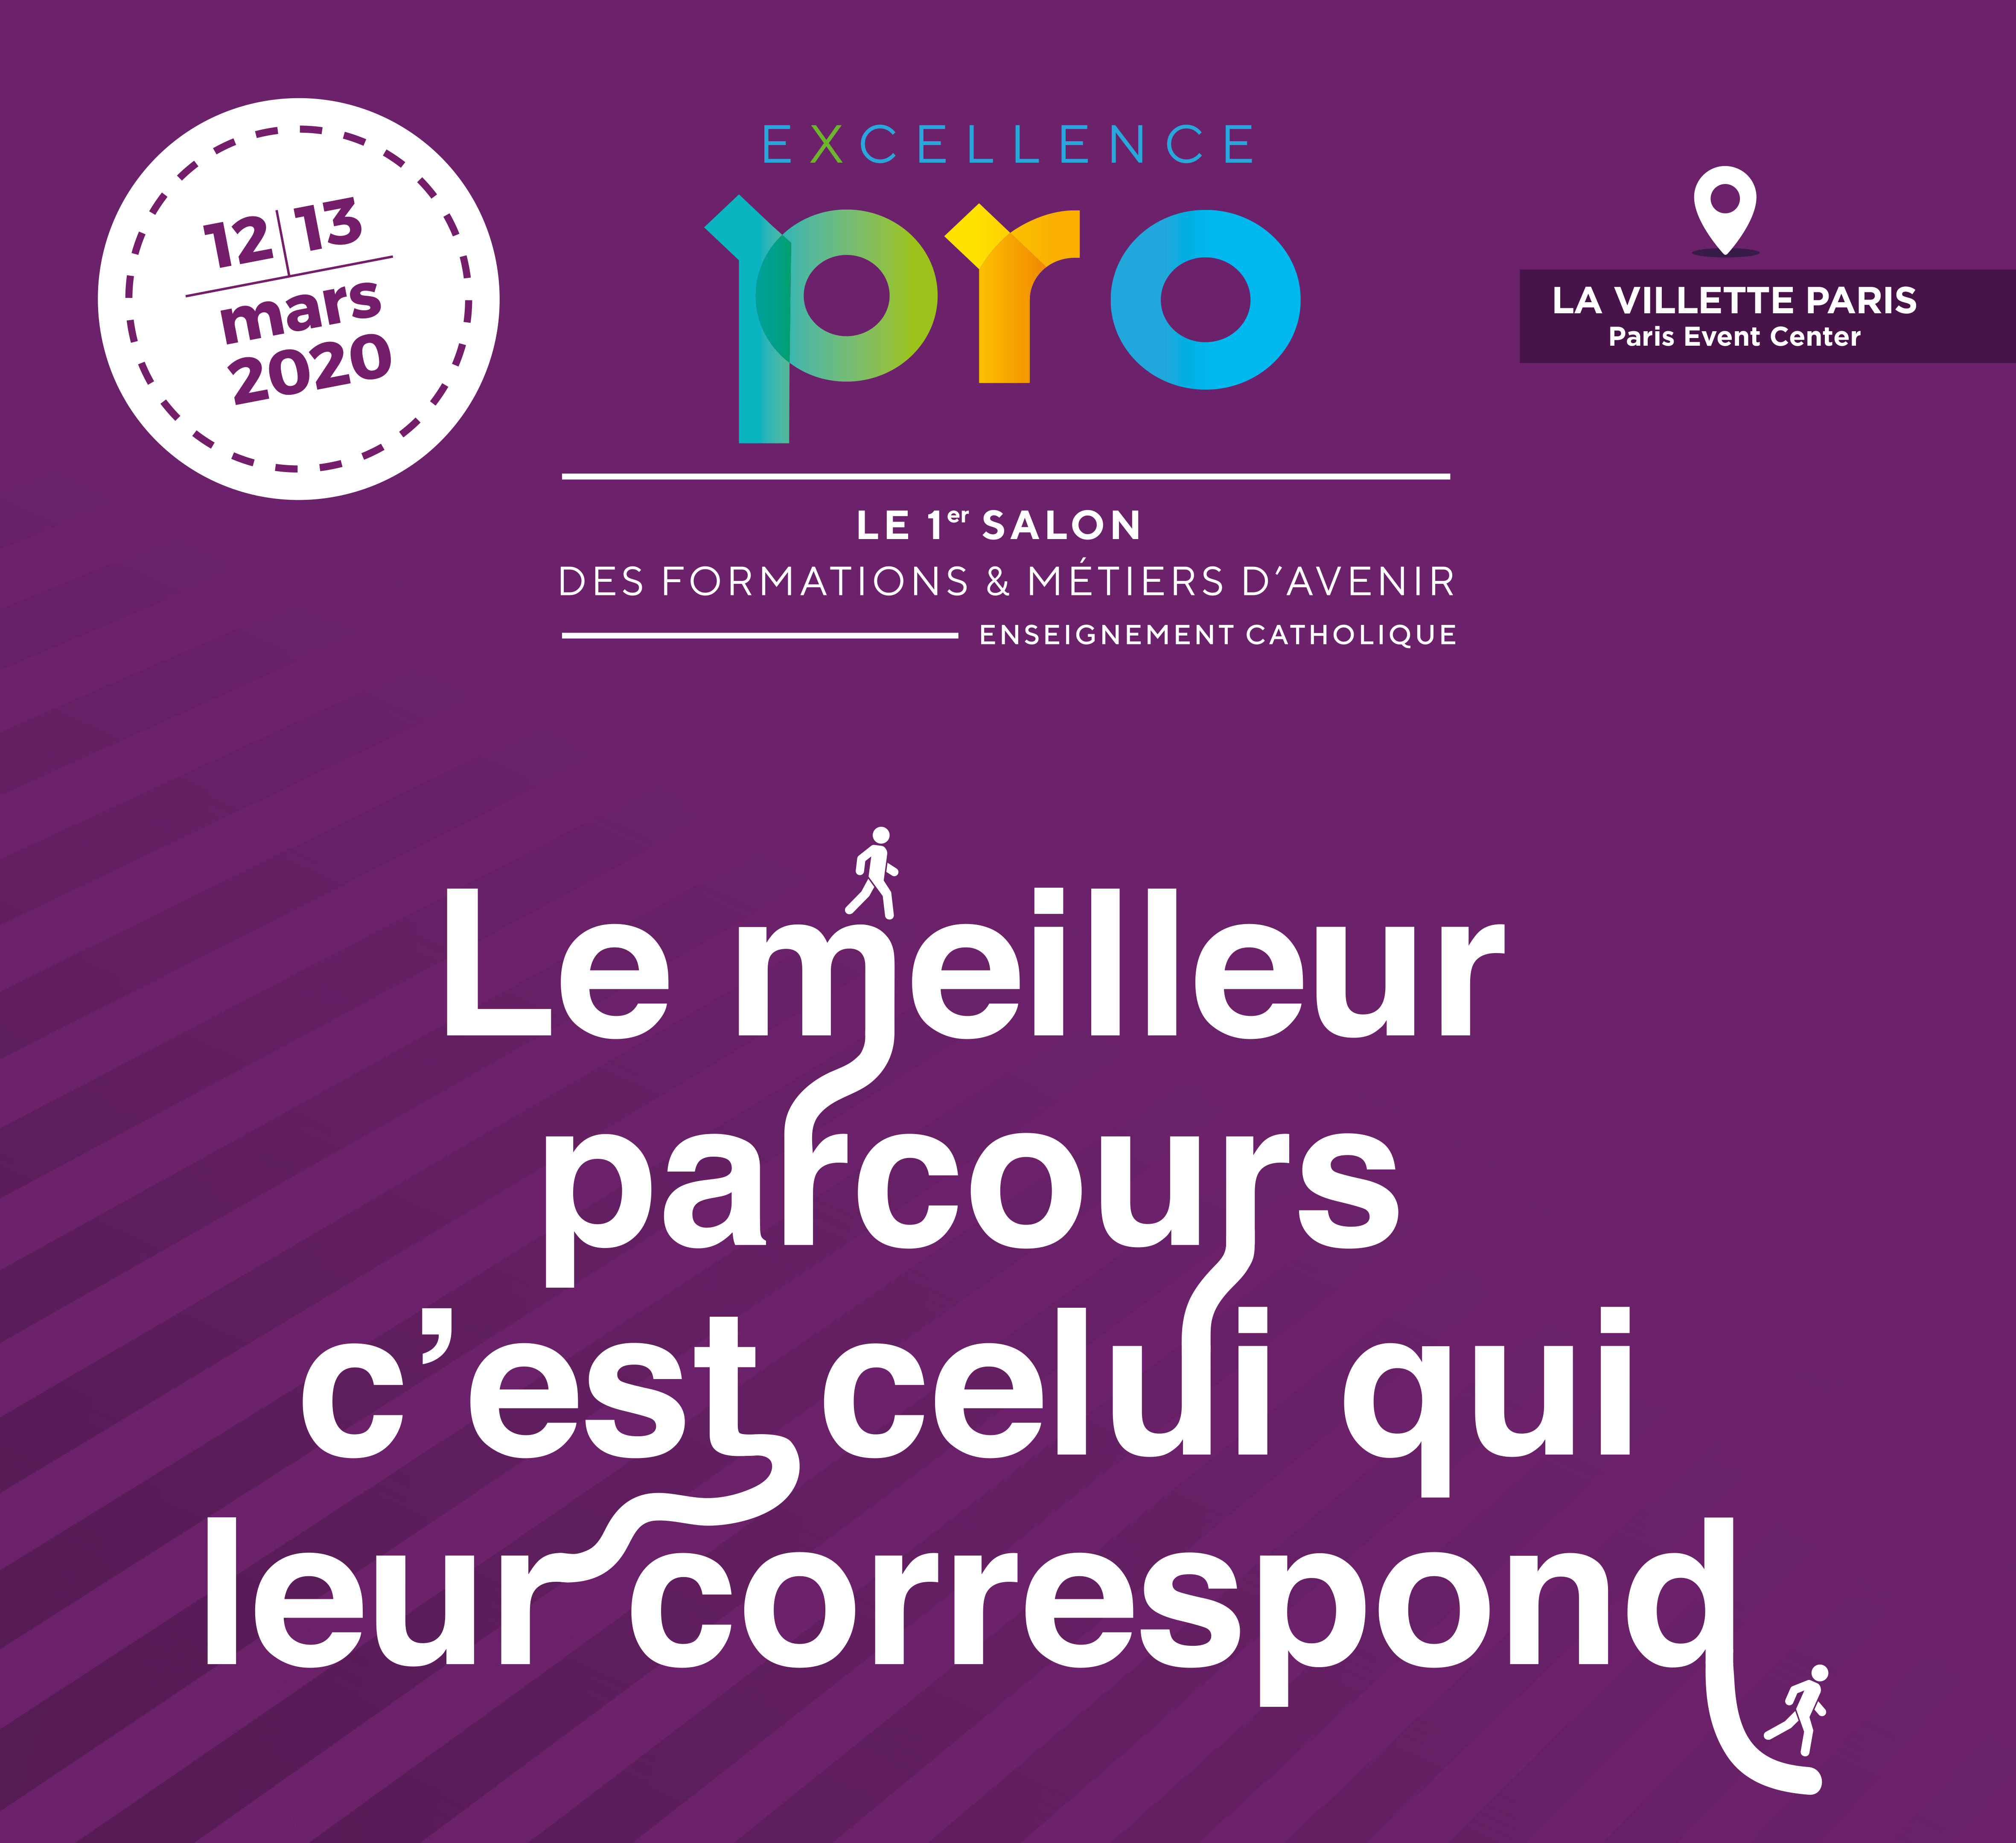 12 | 13
mars
2020
EXCELLENCE
pro
LE 1er SALON
DES FORMATIONS & MÉTIERS D'AVENIR
ENSEIGNEMENT CATHOLIQUE
LA VILLETTE PARIS
Paris Event Center
Le meilleur
parcours
c'est celui qui
leur correspond